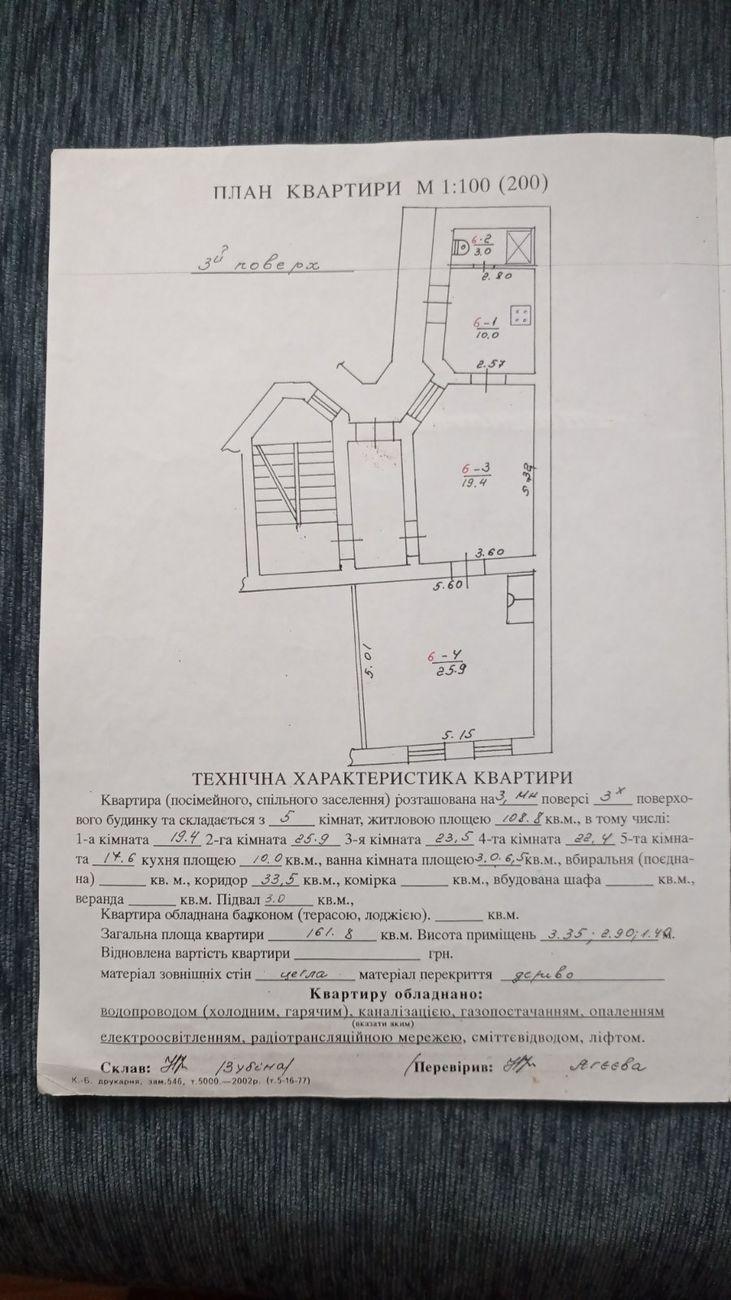 ПЛАН КВАРТИРИ М 1:100 (200)
3й поверх
6-2
3.0
2.80
6-1
10.0
2.57
6-3
19.4
5.39
3.60
5.60
5.01
6-4
25.9
5.15
ТЕХНІЧНА ХАРАКТЕРИСТИКА КВАРТИРИ
Квартира (посімейного, спільного заселення) розташована на 3, мн поверсі 3х поверхо-
вого будинку та складається з 5 кімнат, житловою площею 108.8 кв.м., в тому числі:
1-а кімната 19.4 2-га кімната 25.9 3-я кімната 23,5 4-та кімната 22,4 5-та кімна-
та 17.6 кухня площею 10.0 кв.м., ванна кімната площею 3.0. 6,5 кв.м., вбиральня (поєдна-
на) кв. м., коридор 33,5 кв.м., комірка кв.м., вбудована шафа кв.м.,
веранда кв.м. Підвал 3.0 кв.м.,
Квартира обладнана балконом (терасою, лоджією). кв.м.
Загальна площа квартири 161.8 кв.м. Висота приміщень 3.35; 2.90; м.
Відновлена вартість квартири грн.
матеріал зовнішніх стін цегла матеріал перекриття дерево
Квартиру обладнано:
водопроводом (холодним, гарячим), каналізацією, газопостачанням, опаленням
(вказати яким)
електроосвітленням, радіотрансляційною мережею, сміттєвідводом, ліфтом.
Склав: /Зубіна/ /Перевірив: Агєєва
К.-Б. друкарня, зам.546, т.5000.—2002р. (т.5-16-77)